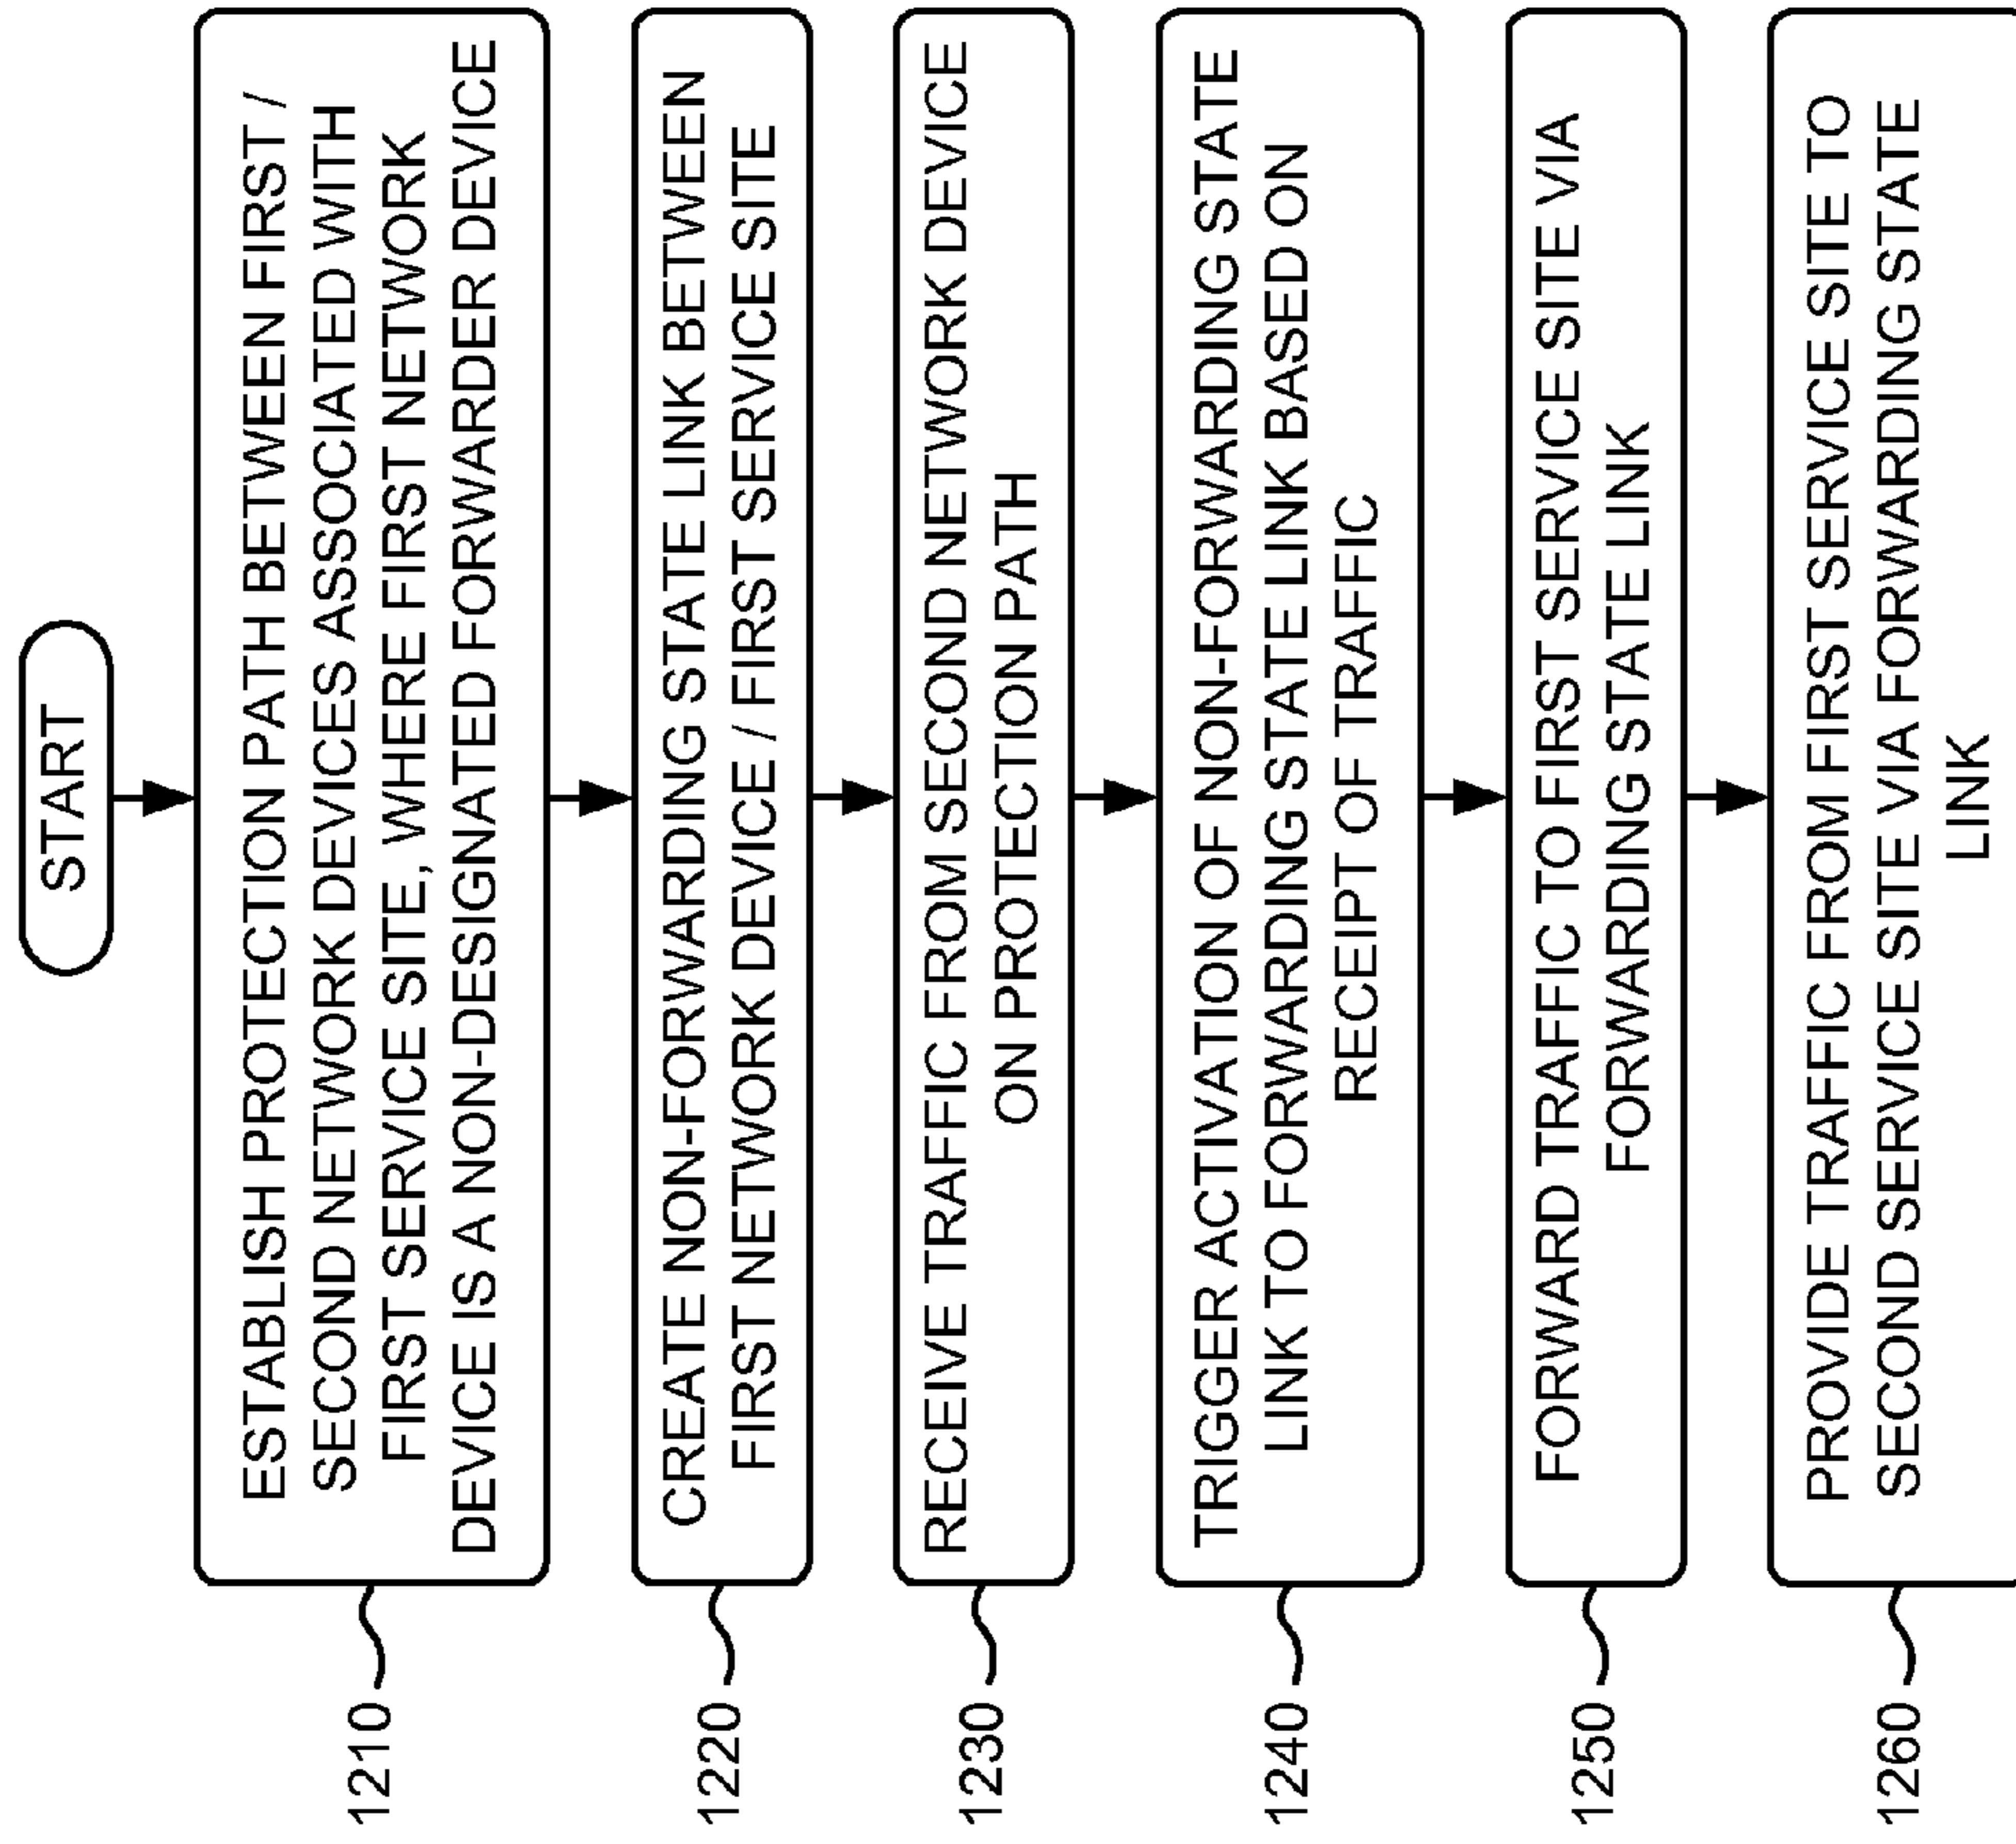 START
ESTABLISH PROTECTION PATH BETWEEN FIRST /
SECOND NETWORK DEVICES ASSOCIATED WITH
FIRST SERVICE SITE, WHERE FIRST NETWORK
DEVICE IS A NON-DESIGNATED FORWARDER DEVICE
1210
CREATE NON-FORWARDING STATE LINK BETWEEN
FIRST NETWORK DEVICE / FIRST SERVICE SITE
1220
RECEIVE TRAFFIC FROM SECOND NETWORK DEVICE
ON PROTECTION PATH
1230
TRIGGER ACTIVATION OF NON-FORWARDING STATE
LINK TO FORWARDING STATE LINK BASED ON
RECEIPT OF TRAFFIC
1240
FORWARD TRAFFIC TO FIRST SERVICE SITE VIA
FORWARDING STATE LINK
1250
PROVIDE TRAFFIC FROM FIRST SERVICE SITE TO
SECOND SERVICE SITE VIA FORWARDING STATE
LINK
1260